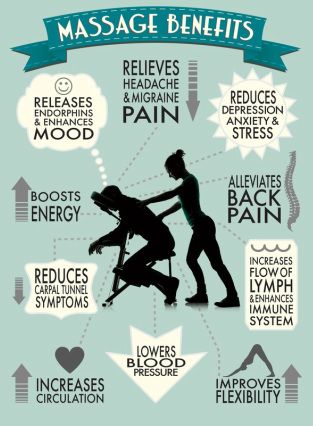 MASSAGE BENEFITS
RELIEVES
HEADACHE
& MIGRAINE
PAIN
RELEASES
ENDORPHINS
& ENHANCES
MOOD
REDUCES
DEPRESSION
ANXIETY &
STRESS
BOOSTS
ENERGY
ALLEVIATES
BACK
PAIN
REDUCES
CARPAL TUNNEL
SYMPTOMS
INCREASES
FLOW OF
LYMPH
& ENHANCES
IMMUNE
SYSTEM
INCREASES
CIRCULATION
LOWERS
BLOOD
PRESSURE
IMPROVES
FLEXIBILITY